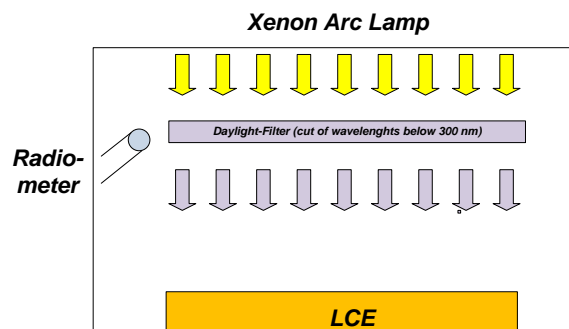 Xenon Arc Lamp
Daylight-Filter (cut of wavelenghts below 300 nm)
Radio-
meter
LCE